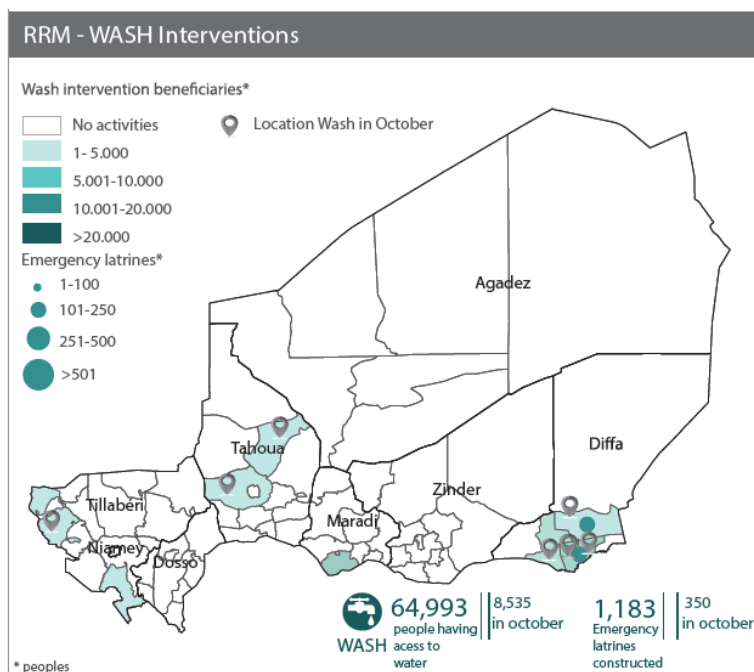 RRM - WASH Interventions
Wash intervention beneficiaries*
No activities
1- 5.000
5.001-10.000
10.001-20.000
>20.000
Location Wash in October
Emergency latrines*
1-100
101-250
251-500
>501
Agadez
Diffa
Tahoua
Zinder
Tillaberi
Maradi
Niamey
Dosso
WASH
64,993
people having
acess to
water
8,535
in october
1,183
Emergency
latrines
constructed
350
in october
* peoples